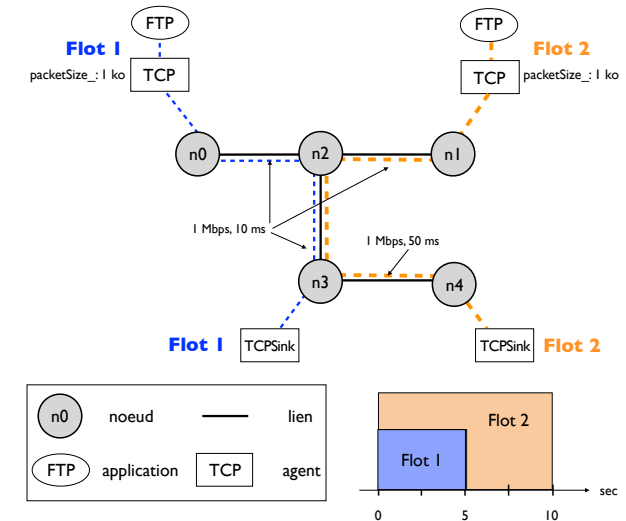 FTP
FTP
Flot 1
Flot 2
packetSize_: 1 ko
TCP
TCP
packetSize_: 1 ko
n0
n2
n1
1 Mbps, 10 ms
1 Mbps, 50 ms
n3
n4
Flot 1
TCPSink
TCPSink
Flot 2
n0
noeud
lien
FTP
application
TCP
agent
Flot 2
Flot 1
sec
0
5
10